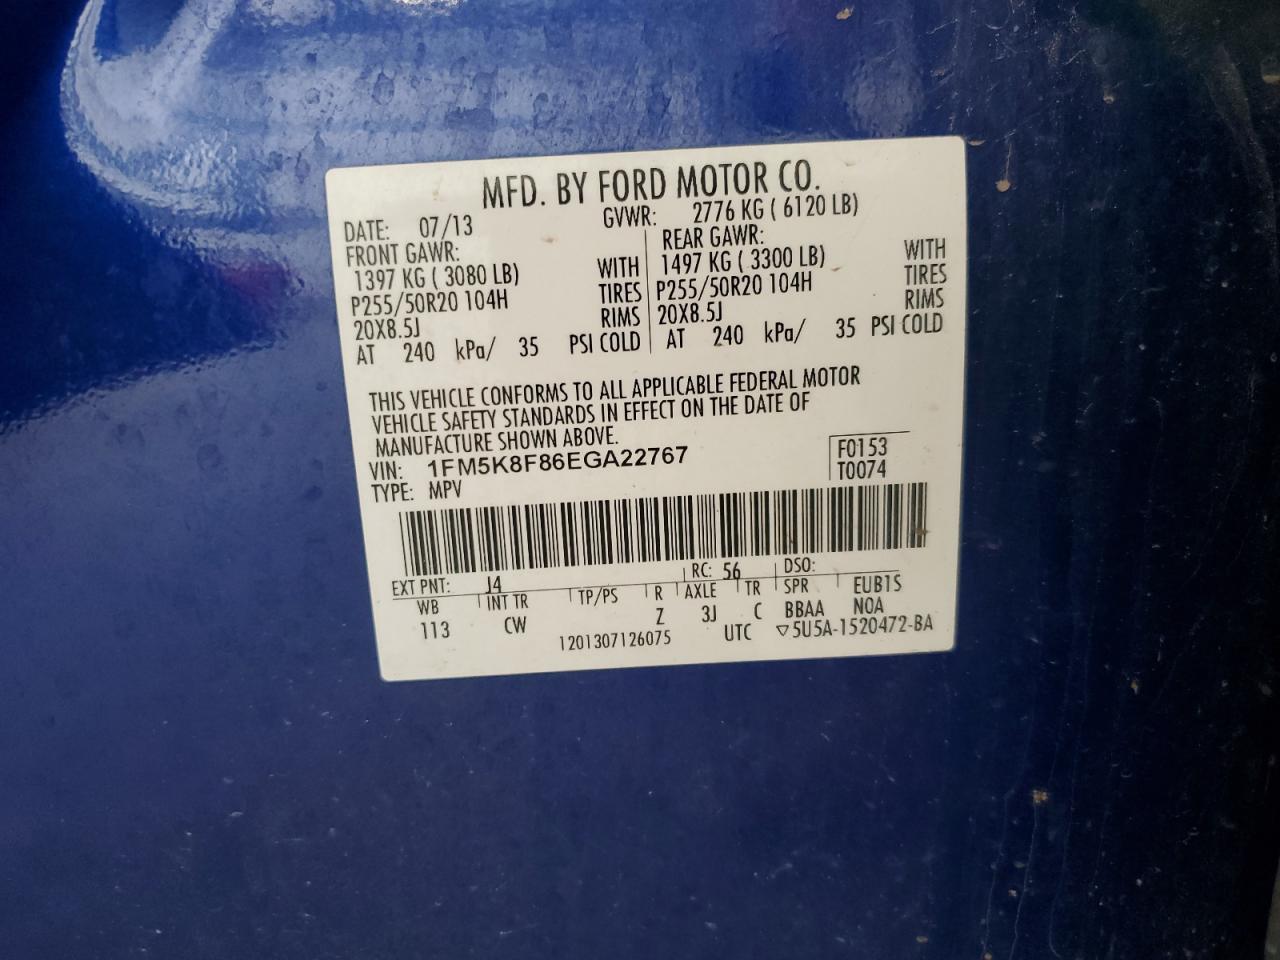 MFD. BY FORD MOTOR CO.
DATE: 07/13 GVWR: 2776 KG ( 6120 LB)
FRONT GAWR: REAR GAWR:
1397 KG ( 3080 LB) WITH 1497 KG ( 3300 LB) WITH
P255/50R20 104H TIRES P255/50R20 104H TIRES
20X8.5J RIMS 20X8.5J RIMS
AT 240 kPa/ 35 PSI COLD AT 240 kPa/ 35 PSI COLD
THIS VEHICLE CONFORMS TO ALL APPLICABLE FEDERAL MOTOR
VEHICLE SAFETY STANDARDS IN EFFECT ON THE DATE OF
MANUFACTURE SHOWN ABOVE.
VIN: 1FM5K8F86EGA22767 F0153
TYPE: MPV T0074
EXT PNT: J4 RC: 56 DSO:
WB INT TR TP/PS R AXLE TR SPR EUB1S
113 CW Z 3J C BBAA NOA
1201307126075 UTC ▽5U5A-1520472-BA